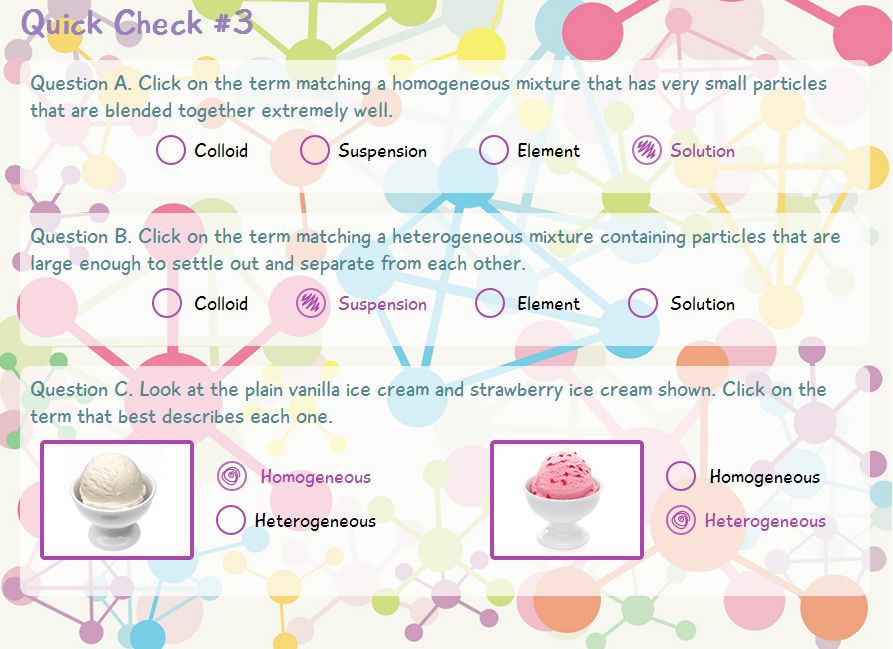 Quick Check #3
Question A. Click on the term matching a homogeneous mixture that has very small particles
that are blended together extremely well.
Colloid Suspension Element Solution
Question B. Click on the term matching a heterogeneous mixture containing particles that are
large enough to settle out and separate from each other.
Colloid Suspension Element Solution
Question C. Look at the plain vanilla ice cream and strawberry ice cream shown. Click on the
term that best describes each one.
Homogeneous
Heterogeneous
Homogeneous
Heterogeneous